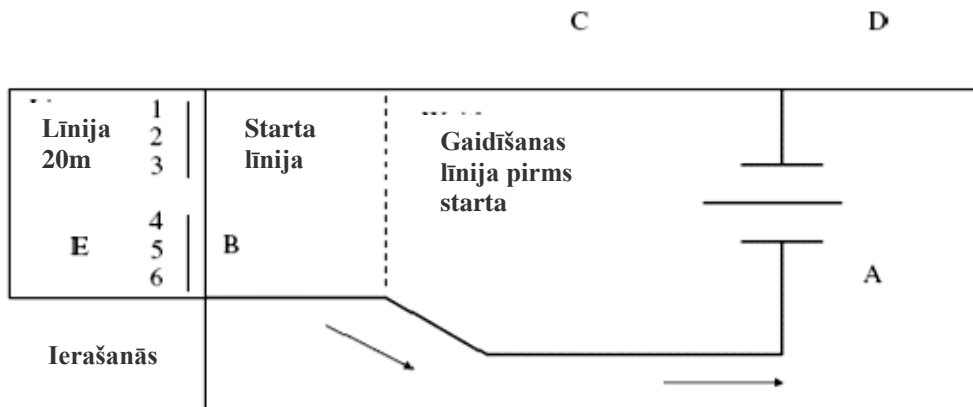 C D
1
Līnija 2
20m 3
4
E 5
6
Starta
līnija
B
Gaidīšanas
līnija pirms
starta
A
Ierašanās